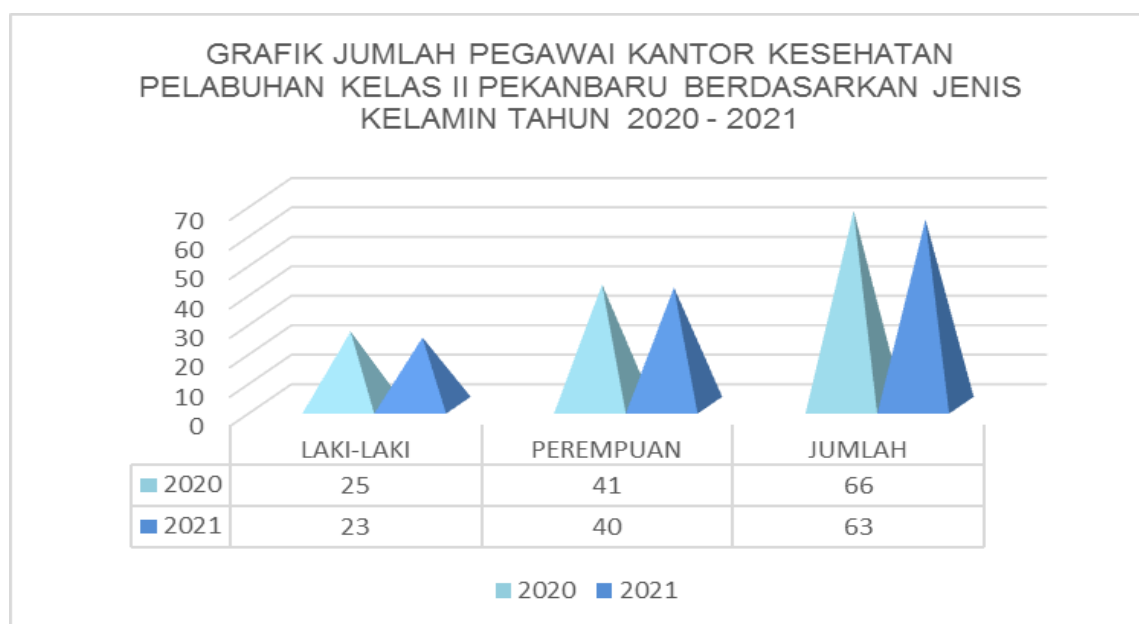 GRAFIK JUMLAH PEGAWAI KANTOR KESEHATAN
PELABUHAN KELAS II PEKANBARU BERDASARKAN JENIS
KELAMIN TAHUN 2020 - 2021
70
60
50
40
30
20
10
0
LAKI-LAKI PEREMPUAN JUMLAH
2020 25 41 66
2021 23 40 63
2020 2021